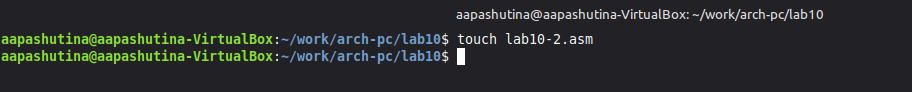 aapashutina@aapashutina-VirtualBox: ~/work/arch-pc/lab10
aapashutina@aapashutina-VirtualBox:~/work/arch-pc/lab10$ touch lab10-2.asm
aapashutina@aapashutina-VirtualBox:~/work/arch-pc/lab10$